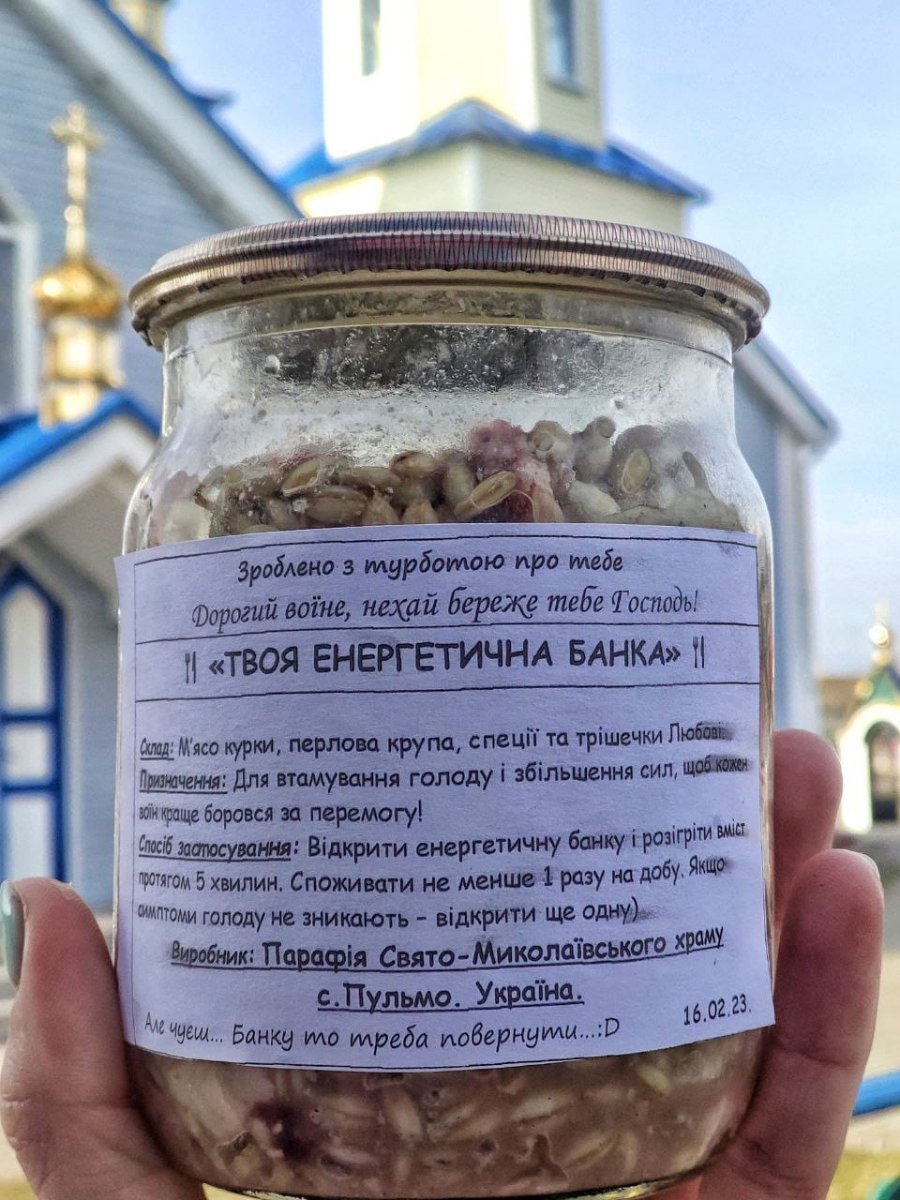 Зроблено з турботою про тебе
Дорогий воїне, нехай береже тебе Господь!
«ТВОЯ ЕНЕРГЕТИЧНА БАНКА»
Склад: М'ясо курки, перлова крупа, спеції та трішечки Любові...
Призначення: Для втамування голоду і збільшення сил, щоб кожен
воїн краще боровся за перемогу!
Спосіб застосування: Відкрити енергетичну банку і розігріти вміст
протягом 5 хвилин. Споживати не менше 1 разу на добу. Якщо
симптоми голоду не зникають – відкрити ще одну)
Виробник: Парафія Свято-Миколаївського храму
с.Пульмо. Україна.
Але чуєш... Банку то треба повернути...:D
16.02.23.